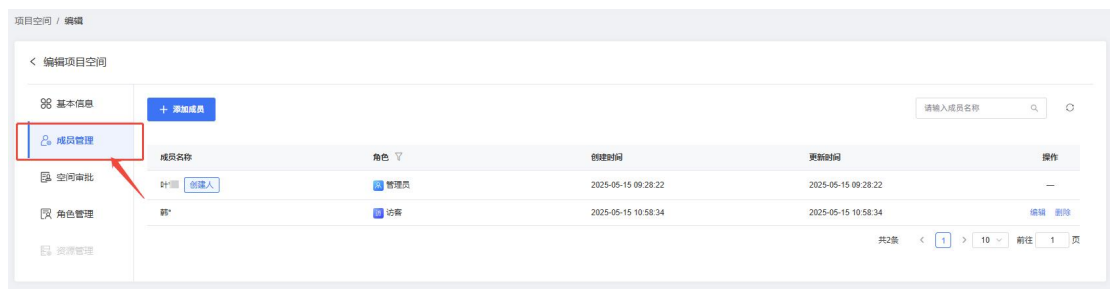 项目空间 / 编辑
编辑项目空间
基本信息
成员管理
空间审批
角色管理
资源管理
+ 添加成员
请输入成员名称
成员名称 角色 创建时间 更新时间 操作
叶* 创建人 管理员 2025-05-15 09:28:22 2025-05-15 09:28:22 —
韩* 访 访客 2025-05-15 10:58:34 2025-05-15 10:58:34 编辑 删除
共2条 < 1 > 10 前往 1 页